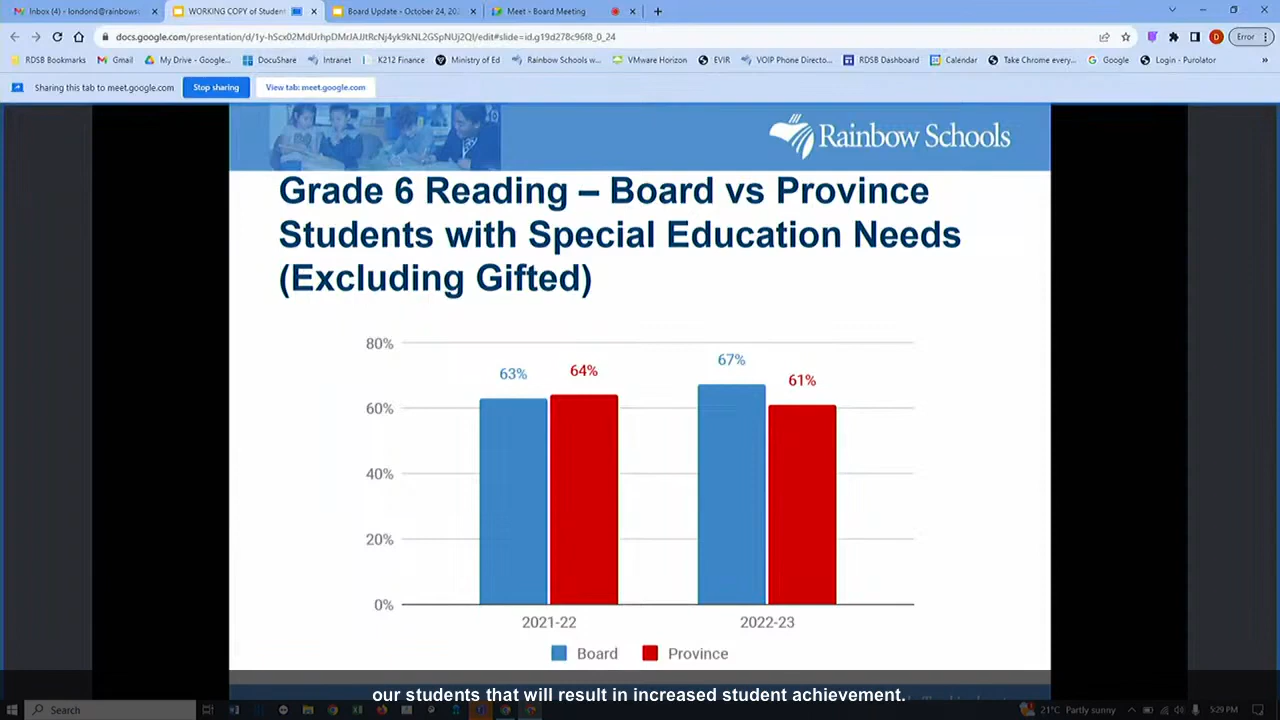 Inbox (4) - londond@rainbows
WORKING COPY of Student
Board Update - October 24, 202
Meet - Board Meeting
docs.google.com/presentation/d/1y-hScx02MdUrhpDMrJAJJtRcNj4yk9kNL2GSpNUj2QI/edit#slide=id.g19d278c96f8_0_24
Error
RDSB Bookmarks
Gmail
My Drive - Google...
DocuShare
Intranet
K212 Finance
Ministry of Ed
Rainbow Schools w...
VMware Horizon
EVIR
VOIP Phone Directo...
RDSB Dashboard
Calendar
Take Chrome every...
Google
Login - Purolator
Sharing this tab to meet.google.com
Stop sharing
View tab: meet.google.com
Rainbow Schools
Grade 6 Reading – Board vs Province
Students with Special Education Needs
(Excluding Gifted)
80%
60%
40%
20%
0%
63%
64%
67%
61%
2021-22
2022-23
Board
Province
our students that will result in increased student achievement.
Search
21°C Partly sunny
5:29 PM